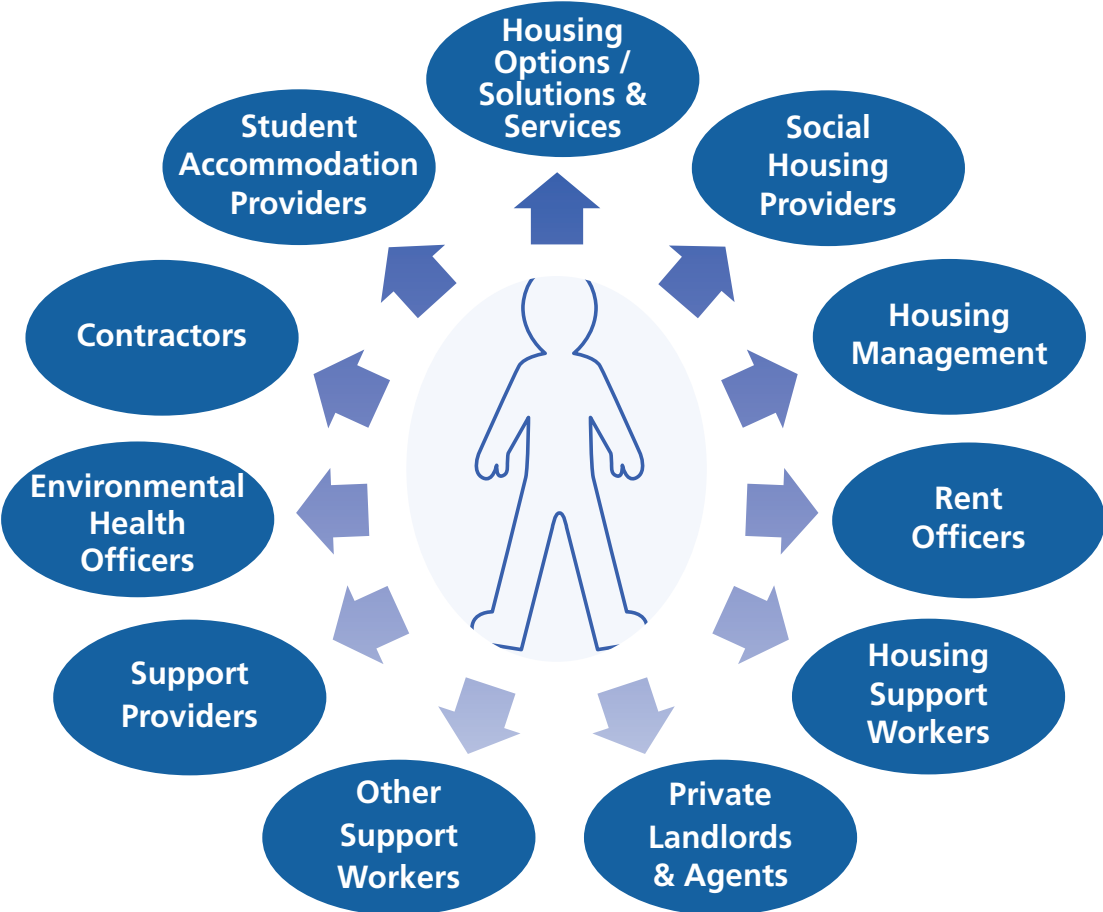 Housing
Options /
Solutions &
Services
Social
Housing
Providers
Housing
Management
Rent
Officers
Housing
Support
Workers
Private
Landlords
& Agents
Other
Support
Workers
Support
Providers
Environmental
Health
Officers
Contractors
Student
Accommodation
Providers